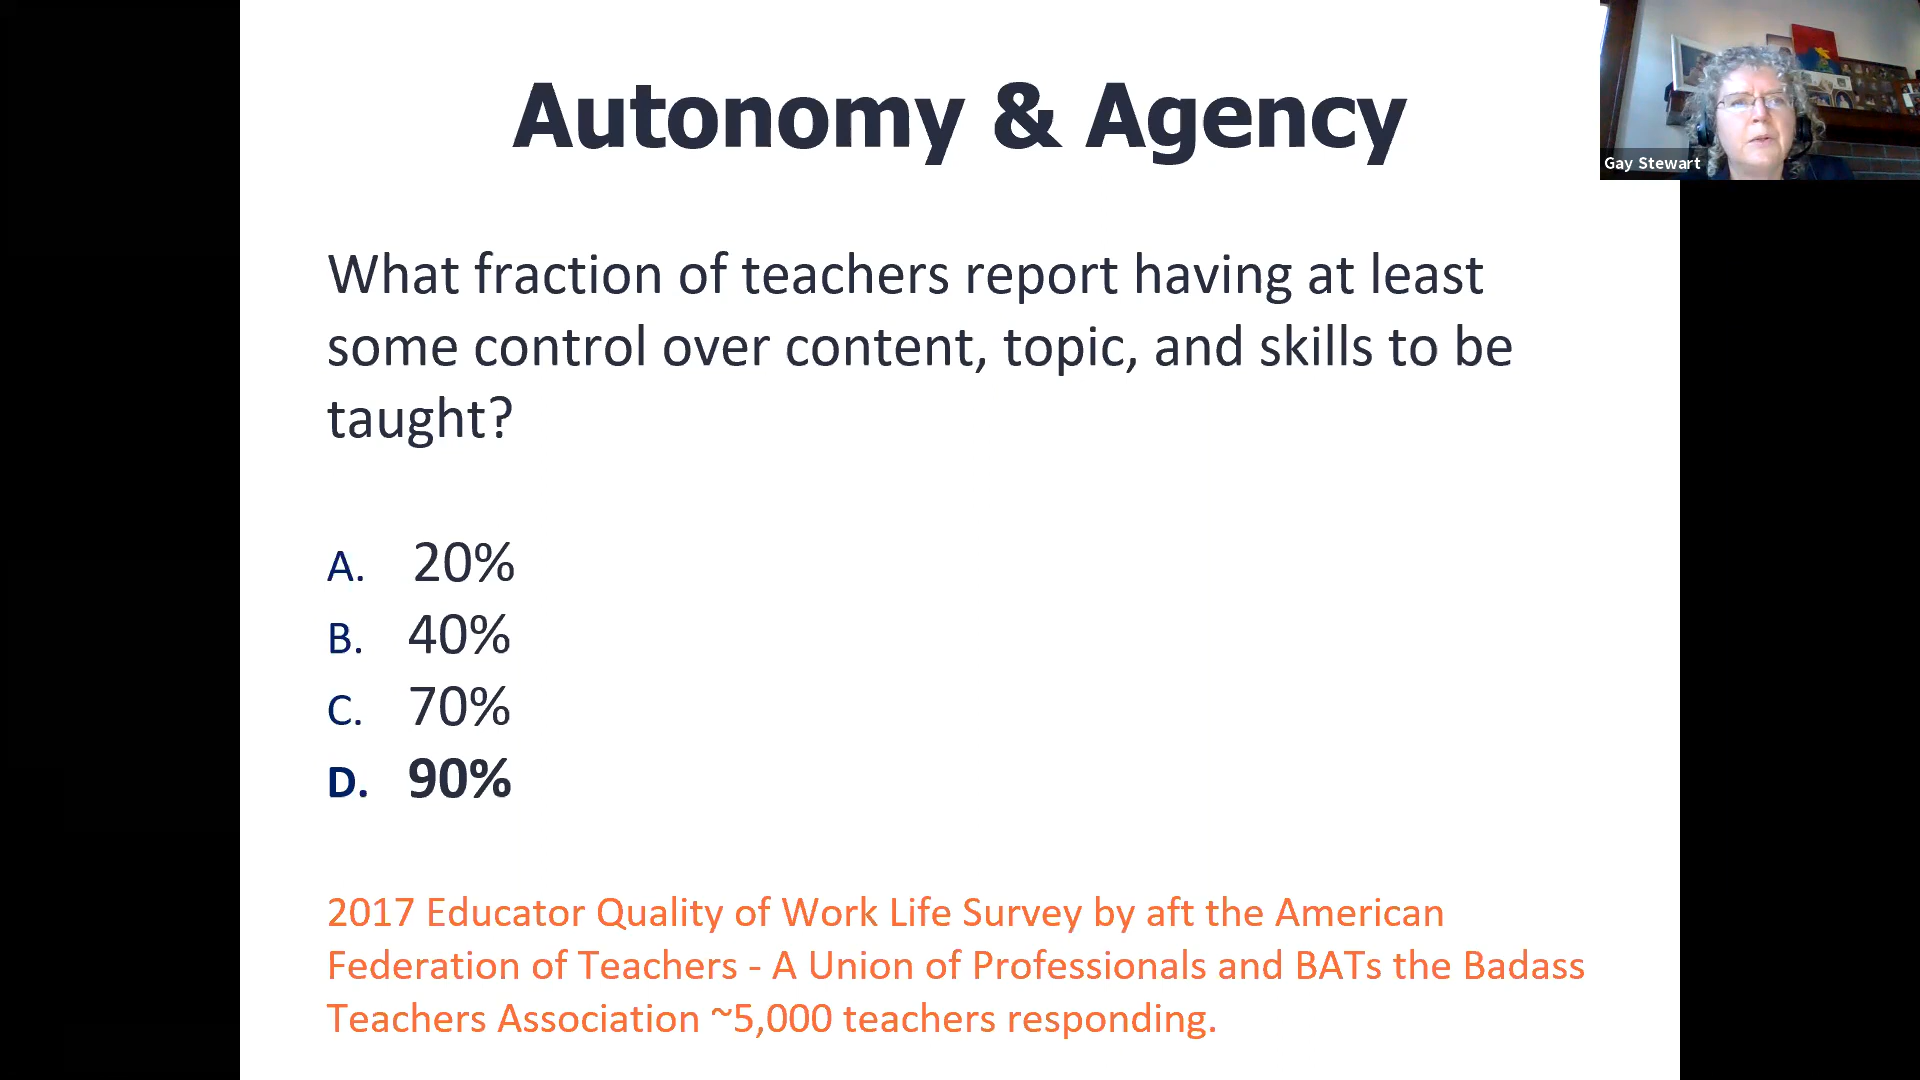 Autonomy & Agency
Gay Stewart
What fraction of teachers report having at least
some control over content, topic, and skills to be
taught?
A. 20%
B. 40%
C. 70%
D. 90%
2017 Educator Quality of Work Life Survey by aft the American
Federation of Teachers - A Union of Professionals and BATs the Badass
Teachers Association ~5,000 teachers responding.